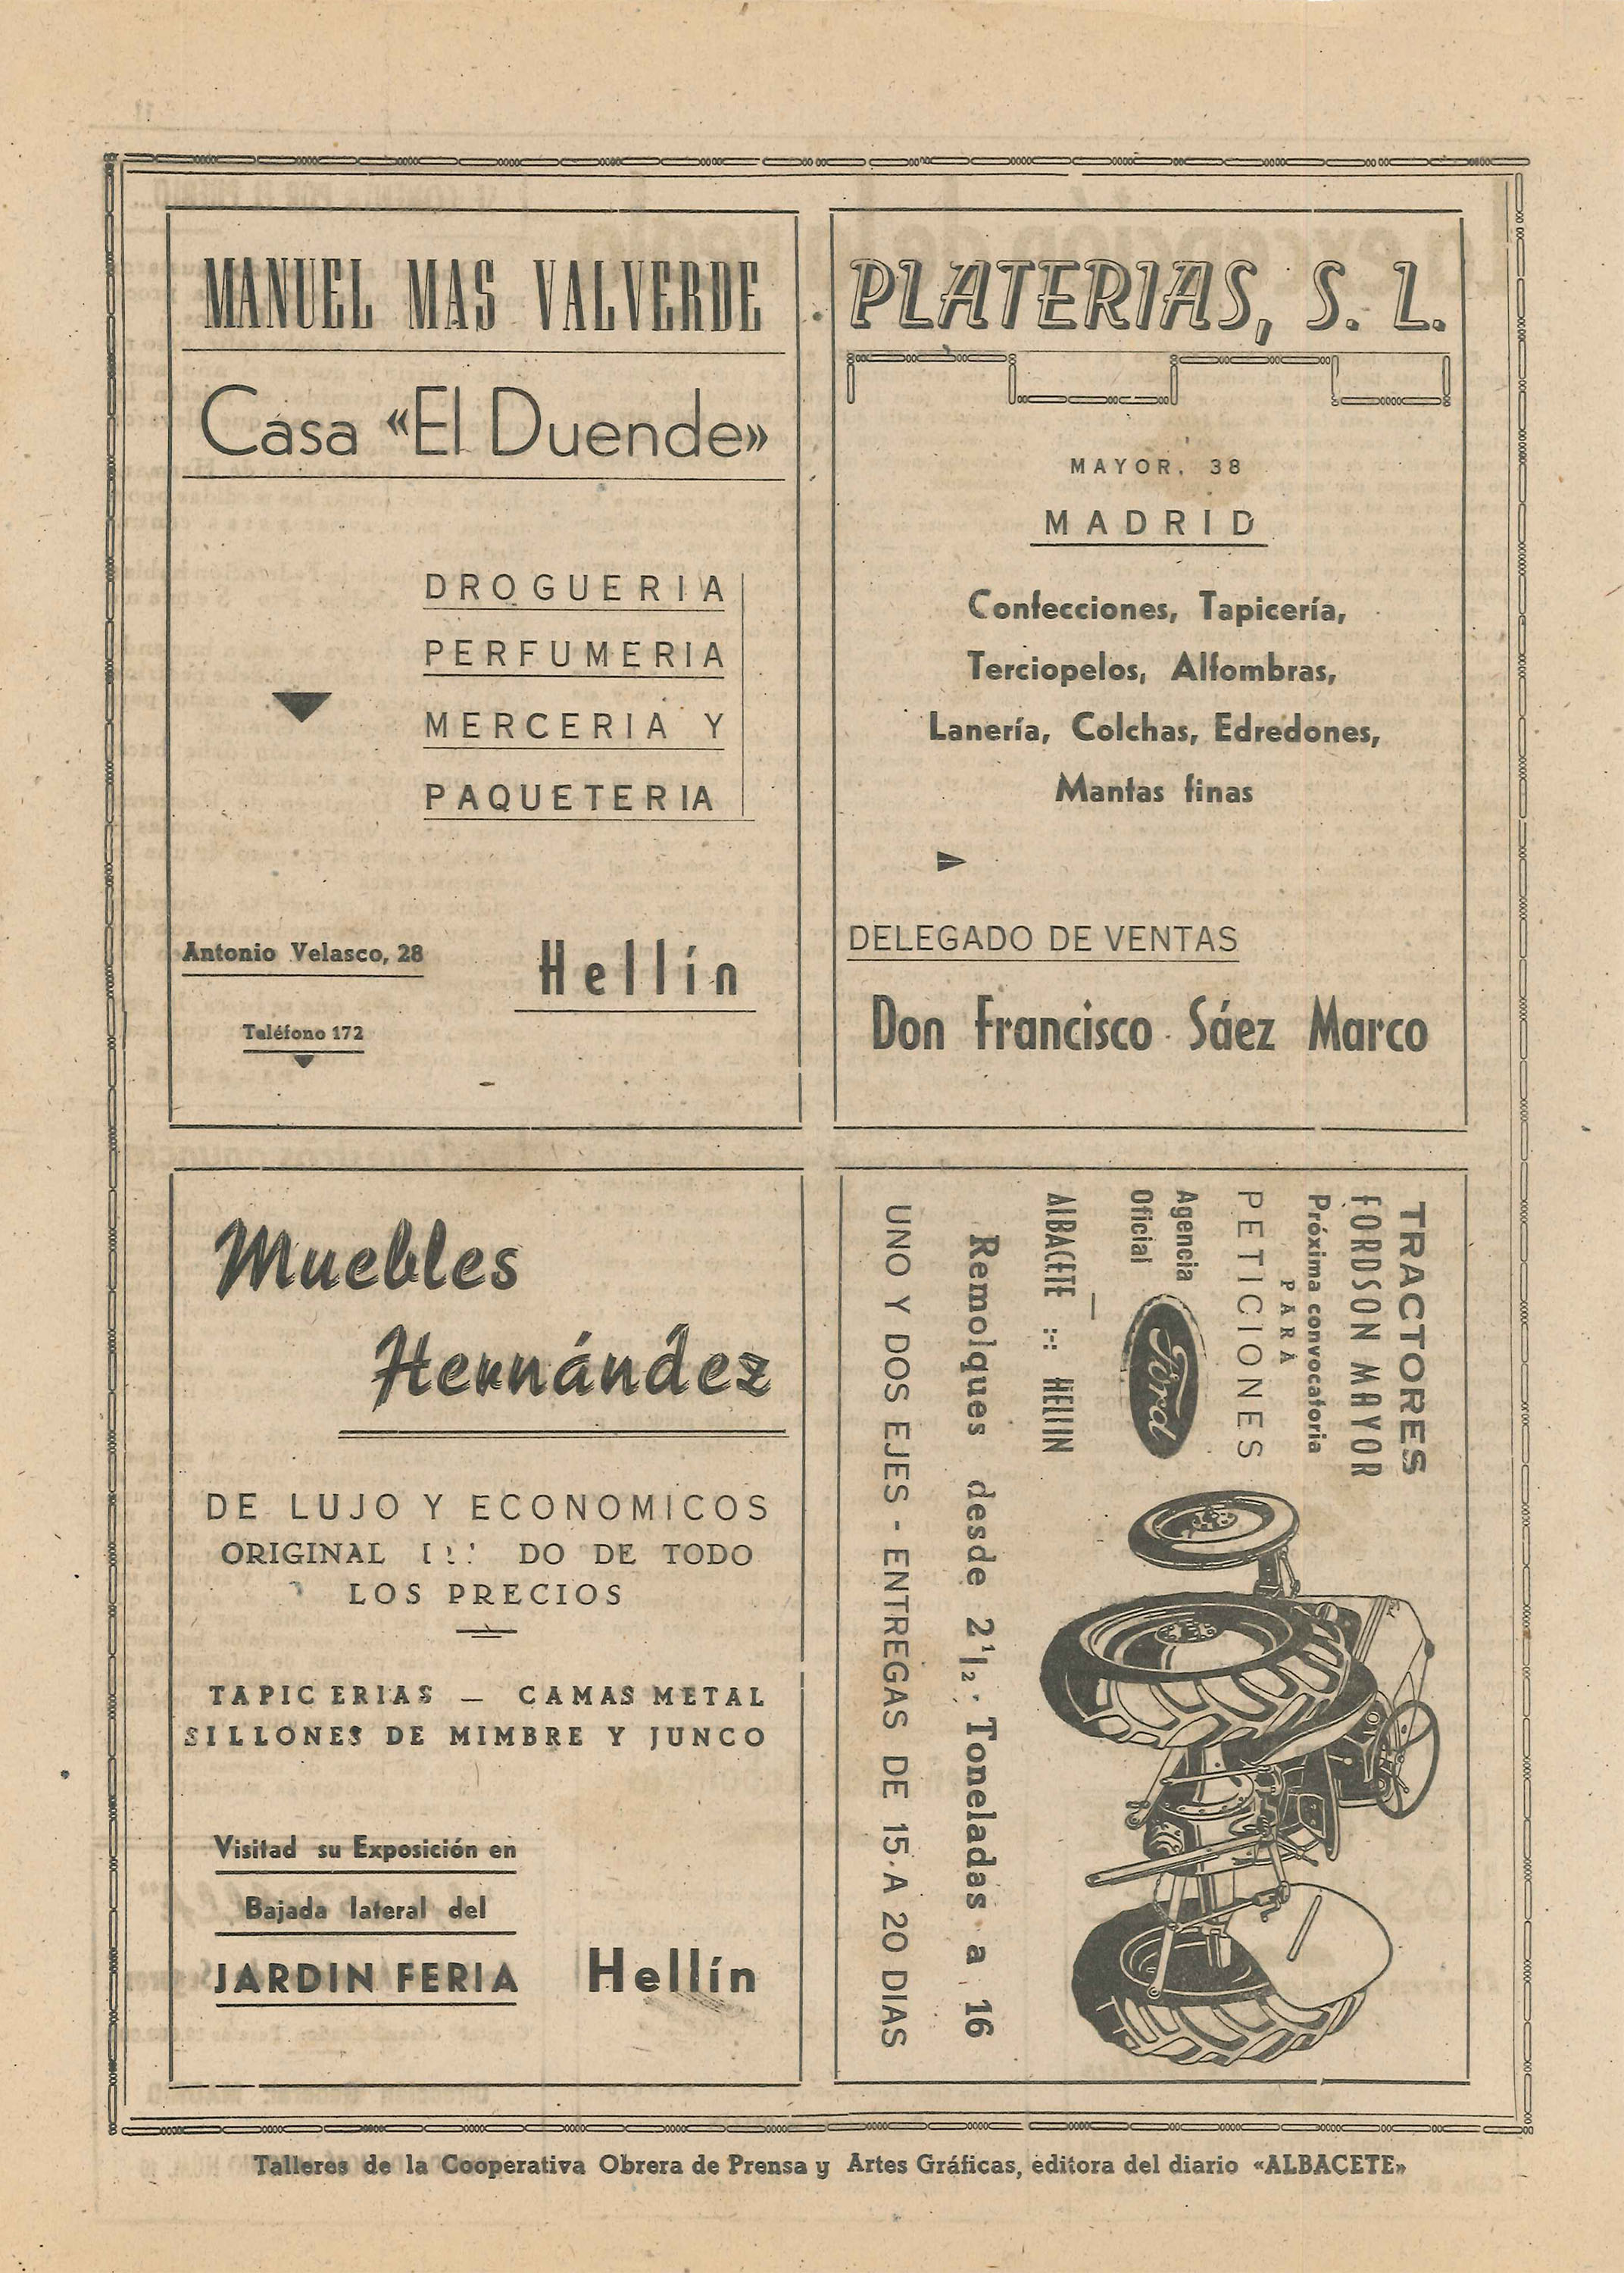 MANUEL MAS VALVERDE
Casa «El Duende»
DROGUERIA
PERFUMERIA
MERCERIA Y
PAQUETERIA
Antonio Velasco, 28
Teléfono 172
Hellín
PLATERIAS, S. L.
MAYOR, 38
MADRID
Confecciones, Tapicería,
Terciopelos, Alfombras,
Lanería, Colchas, Edredones,
Mantas finas
DELEGADO DE VENTAS
Don Francisco Sáez Marco
Muebles
Hernández
DE LUJO Y ECONOMICOS
ORIGINAL DO DE TODO
LOS PRECIOS
TAPICERIAS — CAMAS METAL
SILLONES DE MIMBRE Y JUNCO
Visitad su Exposición en
Bajada lateral del
JARDIN FERIA
Hellín
TRACTORES
FORDSON MAYOR
Próxima convocatoria
PARA
PETICIONES
Agencia
Oficial
Ford
ALBACETE :-: HELLIN
Remolques desde 2 1/2 Toneladas a 16
UNO Y DOS EJES - ENTREGAS DE 15 A 20 DIAS
Talleres de la Cooperativa Obrera de Prensa y Artes Gráficas, editora del diario «ALBACETE»